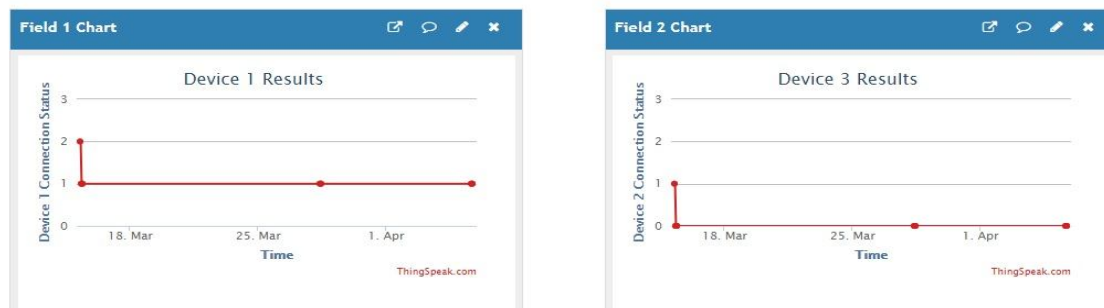 Field 1 Chart
Device 1 Results
Device 1 Connection Status
3
2
1
0
18. Mar
25. Mar
1. Apr
Time
ThingSpeak.com
Field 2 Chart
Device 3 Results
Device 2 Connection Status
3
2
1
0
18. Mar
25. Mar
1. Apr
Time
ThingSpeak.com